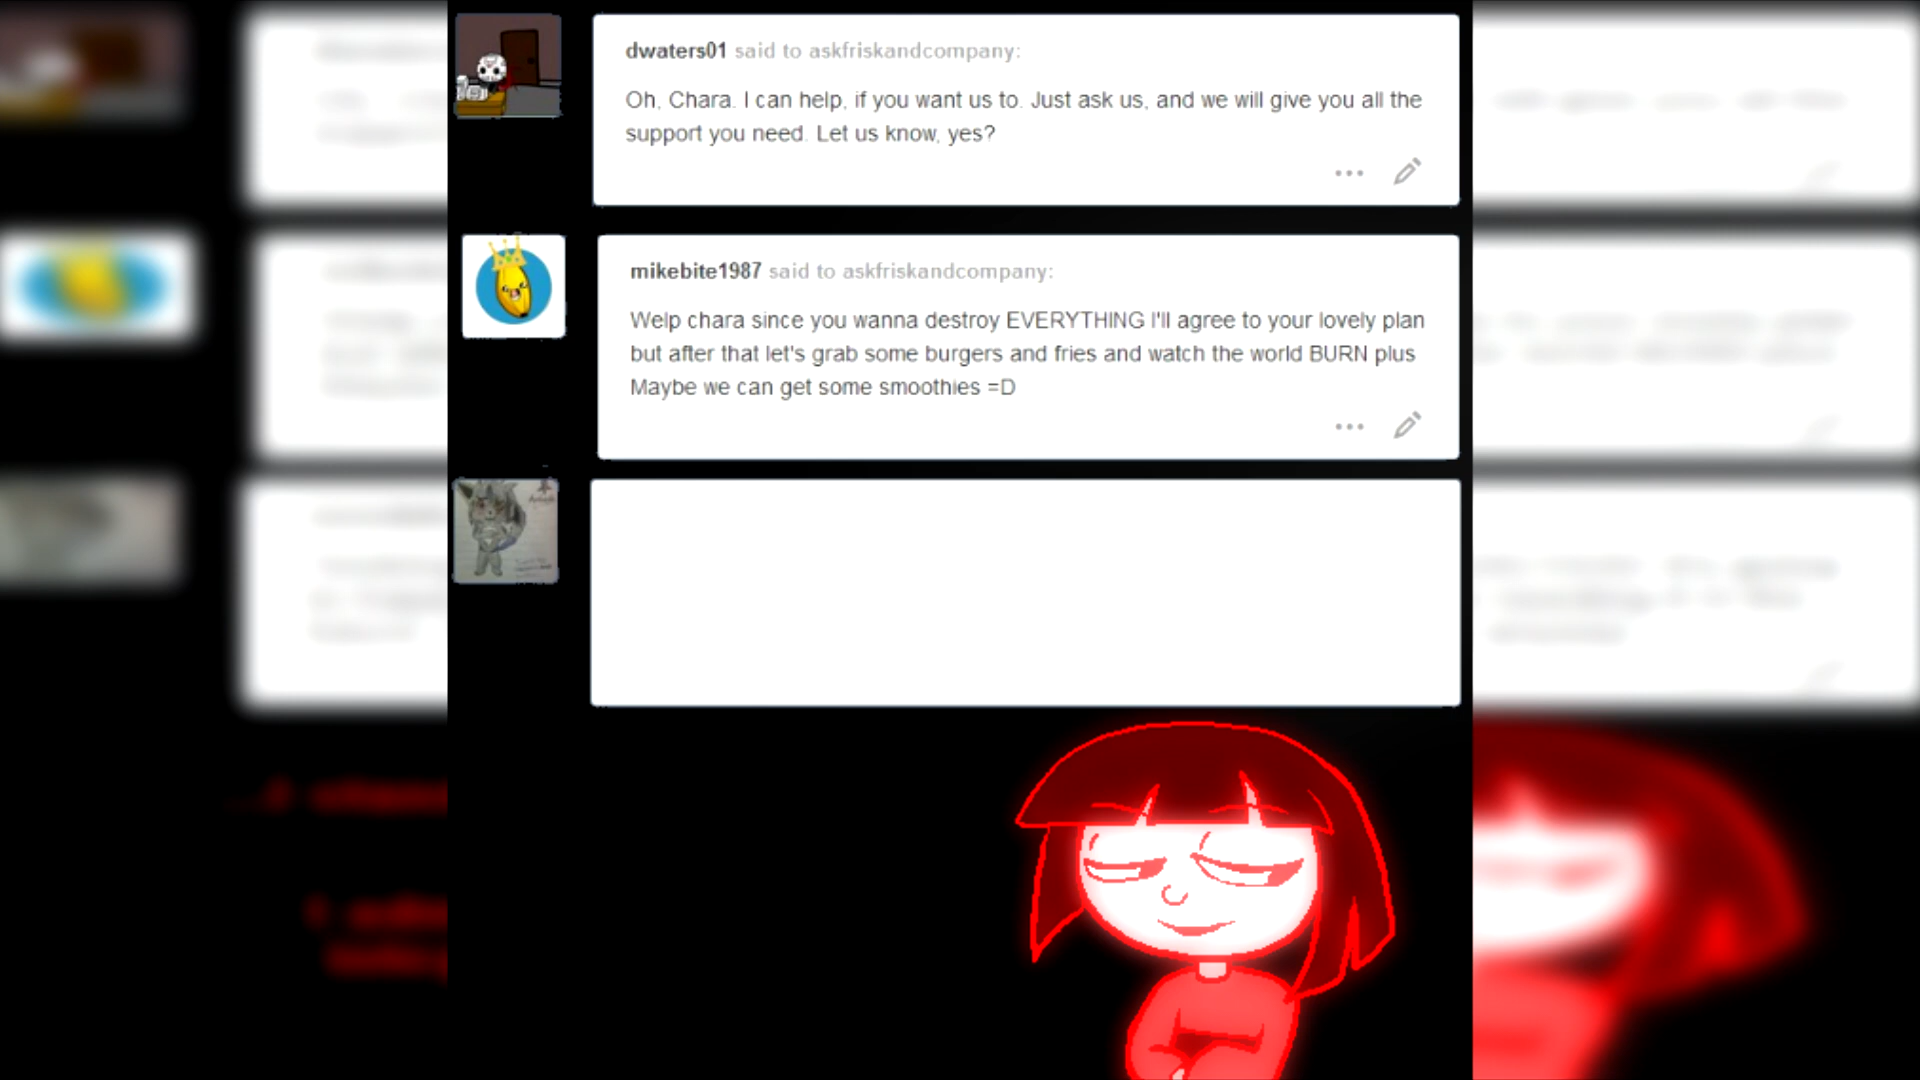 dwaters01 said to askfriskandcompany:
Oh, Chara. I can help, if you want us to. Just ask us, and we will give you all the
support you need. Let us know, yes?
mikebite1987 said to askfriskandcompany:
Welp chara since you wanna destroy EVERYTHING I'll agree to your lovely plan
but after that let's grab some burgers and fries and watch the world BURN plus
Maybe we can get some smoothies =D